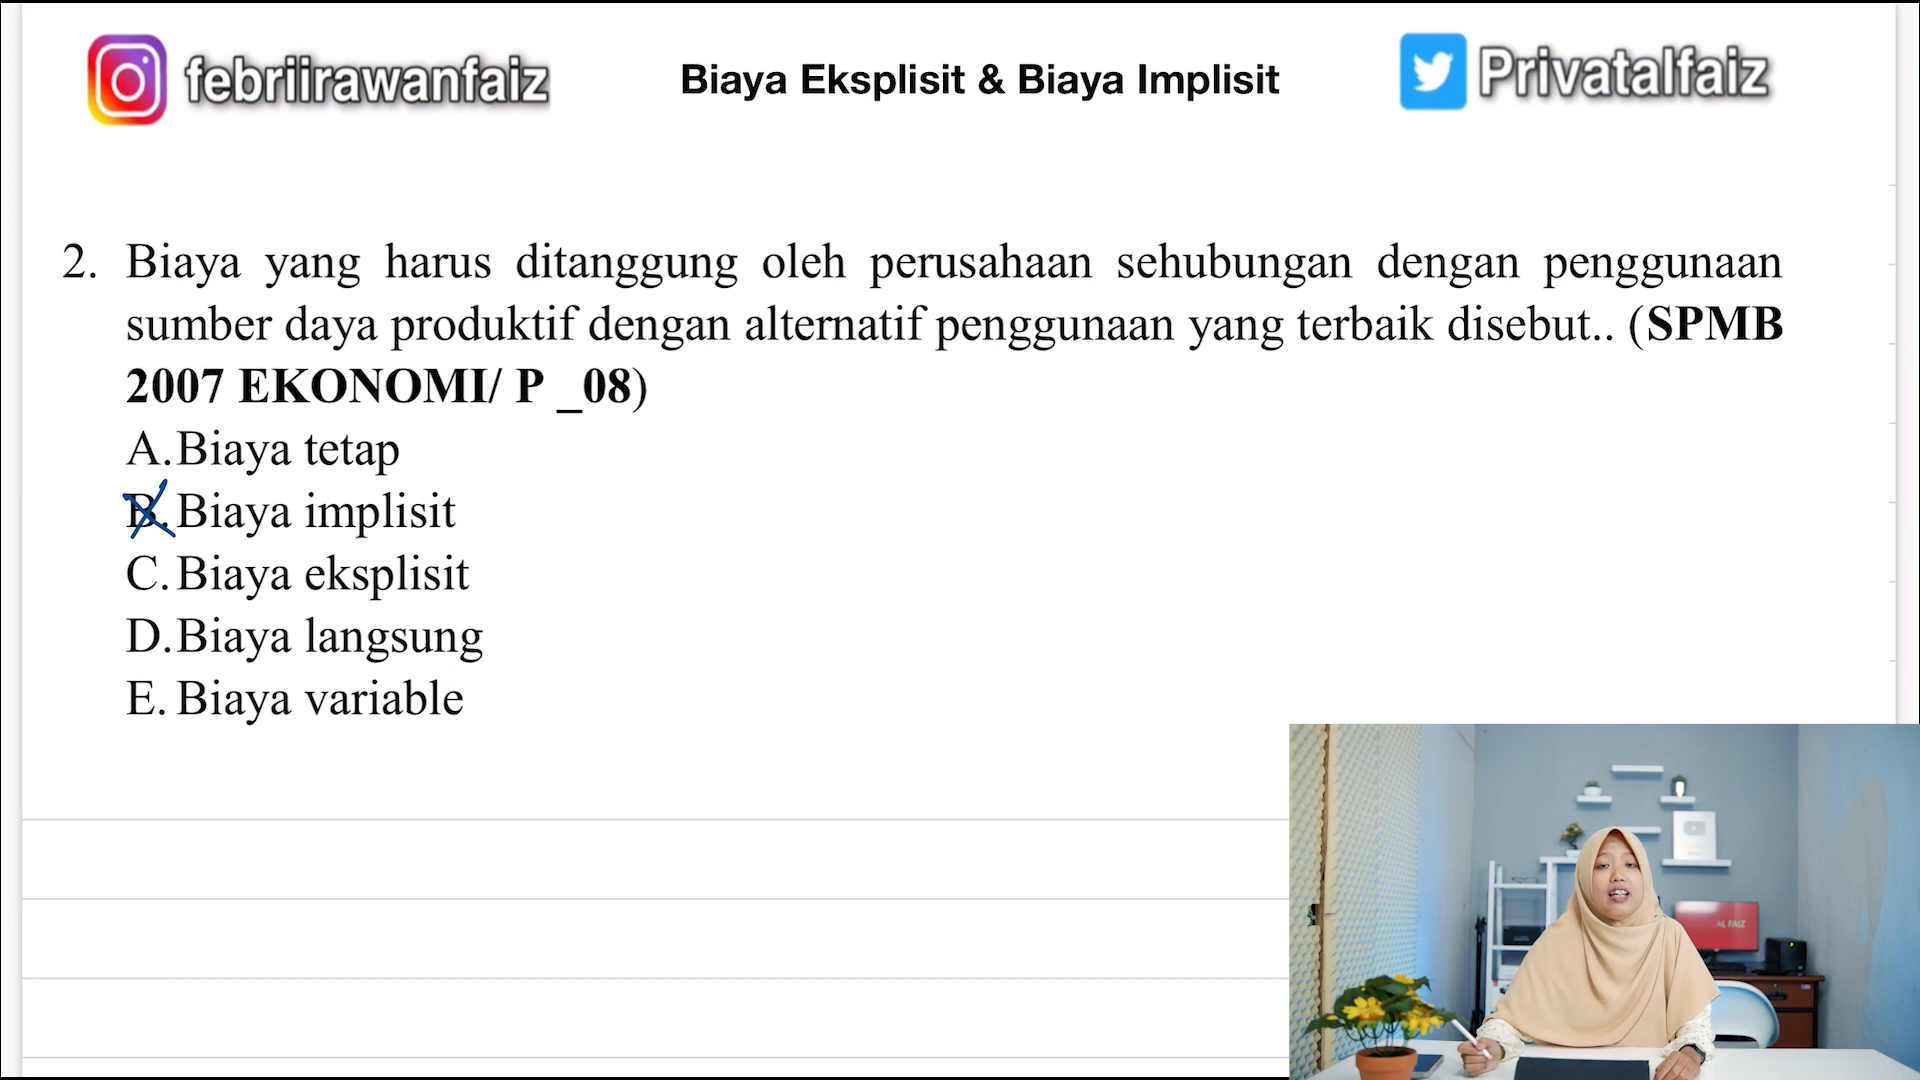 febriirawanfaiz
Biaya Eksplisit & Biaya Implisit
Privatalfaiz
2. Biaya yang harus ditanggung oleh perusahaan sehubungan dengan penggunaan
sumber daya produktif dengan alternatif penggunaan yang terbaik disebut.. (SPMB
2007 EKONOMI/ P _08)
A. Biaya tetap
B. Biaya implisit
C. Biaya eksplisit
D. Biaya langsung
E. Biaya variable
AL FAIZ